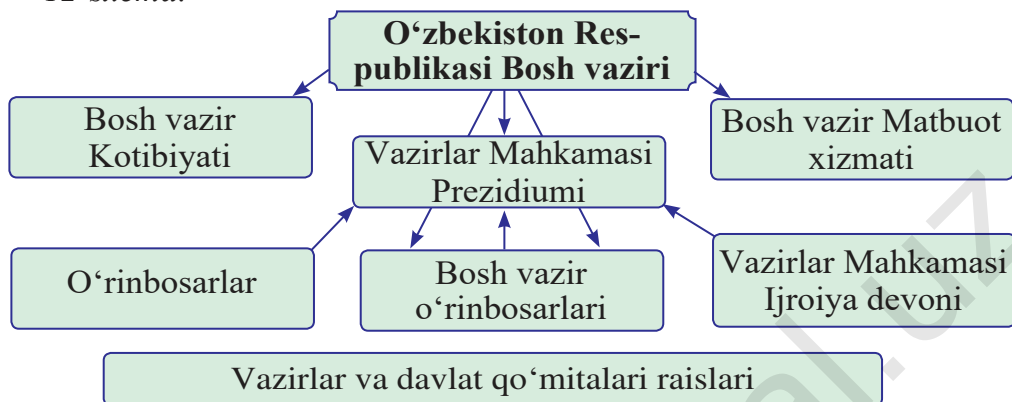 O‘zbekiston Res-
publikasi Bosh vaziri
Bosh vazir
Kotibiyati
Vazirlar Mahkamasi
Prezidiumi
Bosh vazir Matbuot
xizmati
O‘rinbosarlar
Bosh vazir
o‘rinbosarlari
Vazirlar Mahkamasi
Ijroiya devoni
Vazirlar va davlat qo‘mitalari raislari